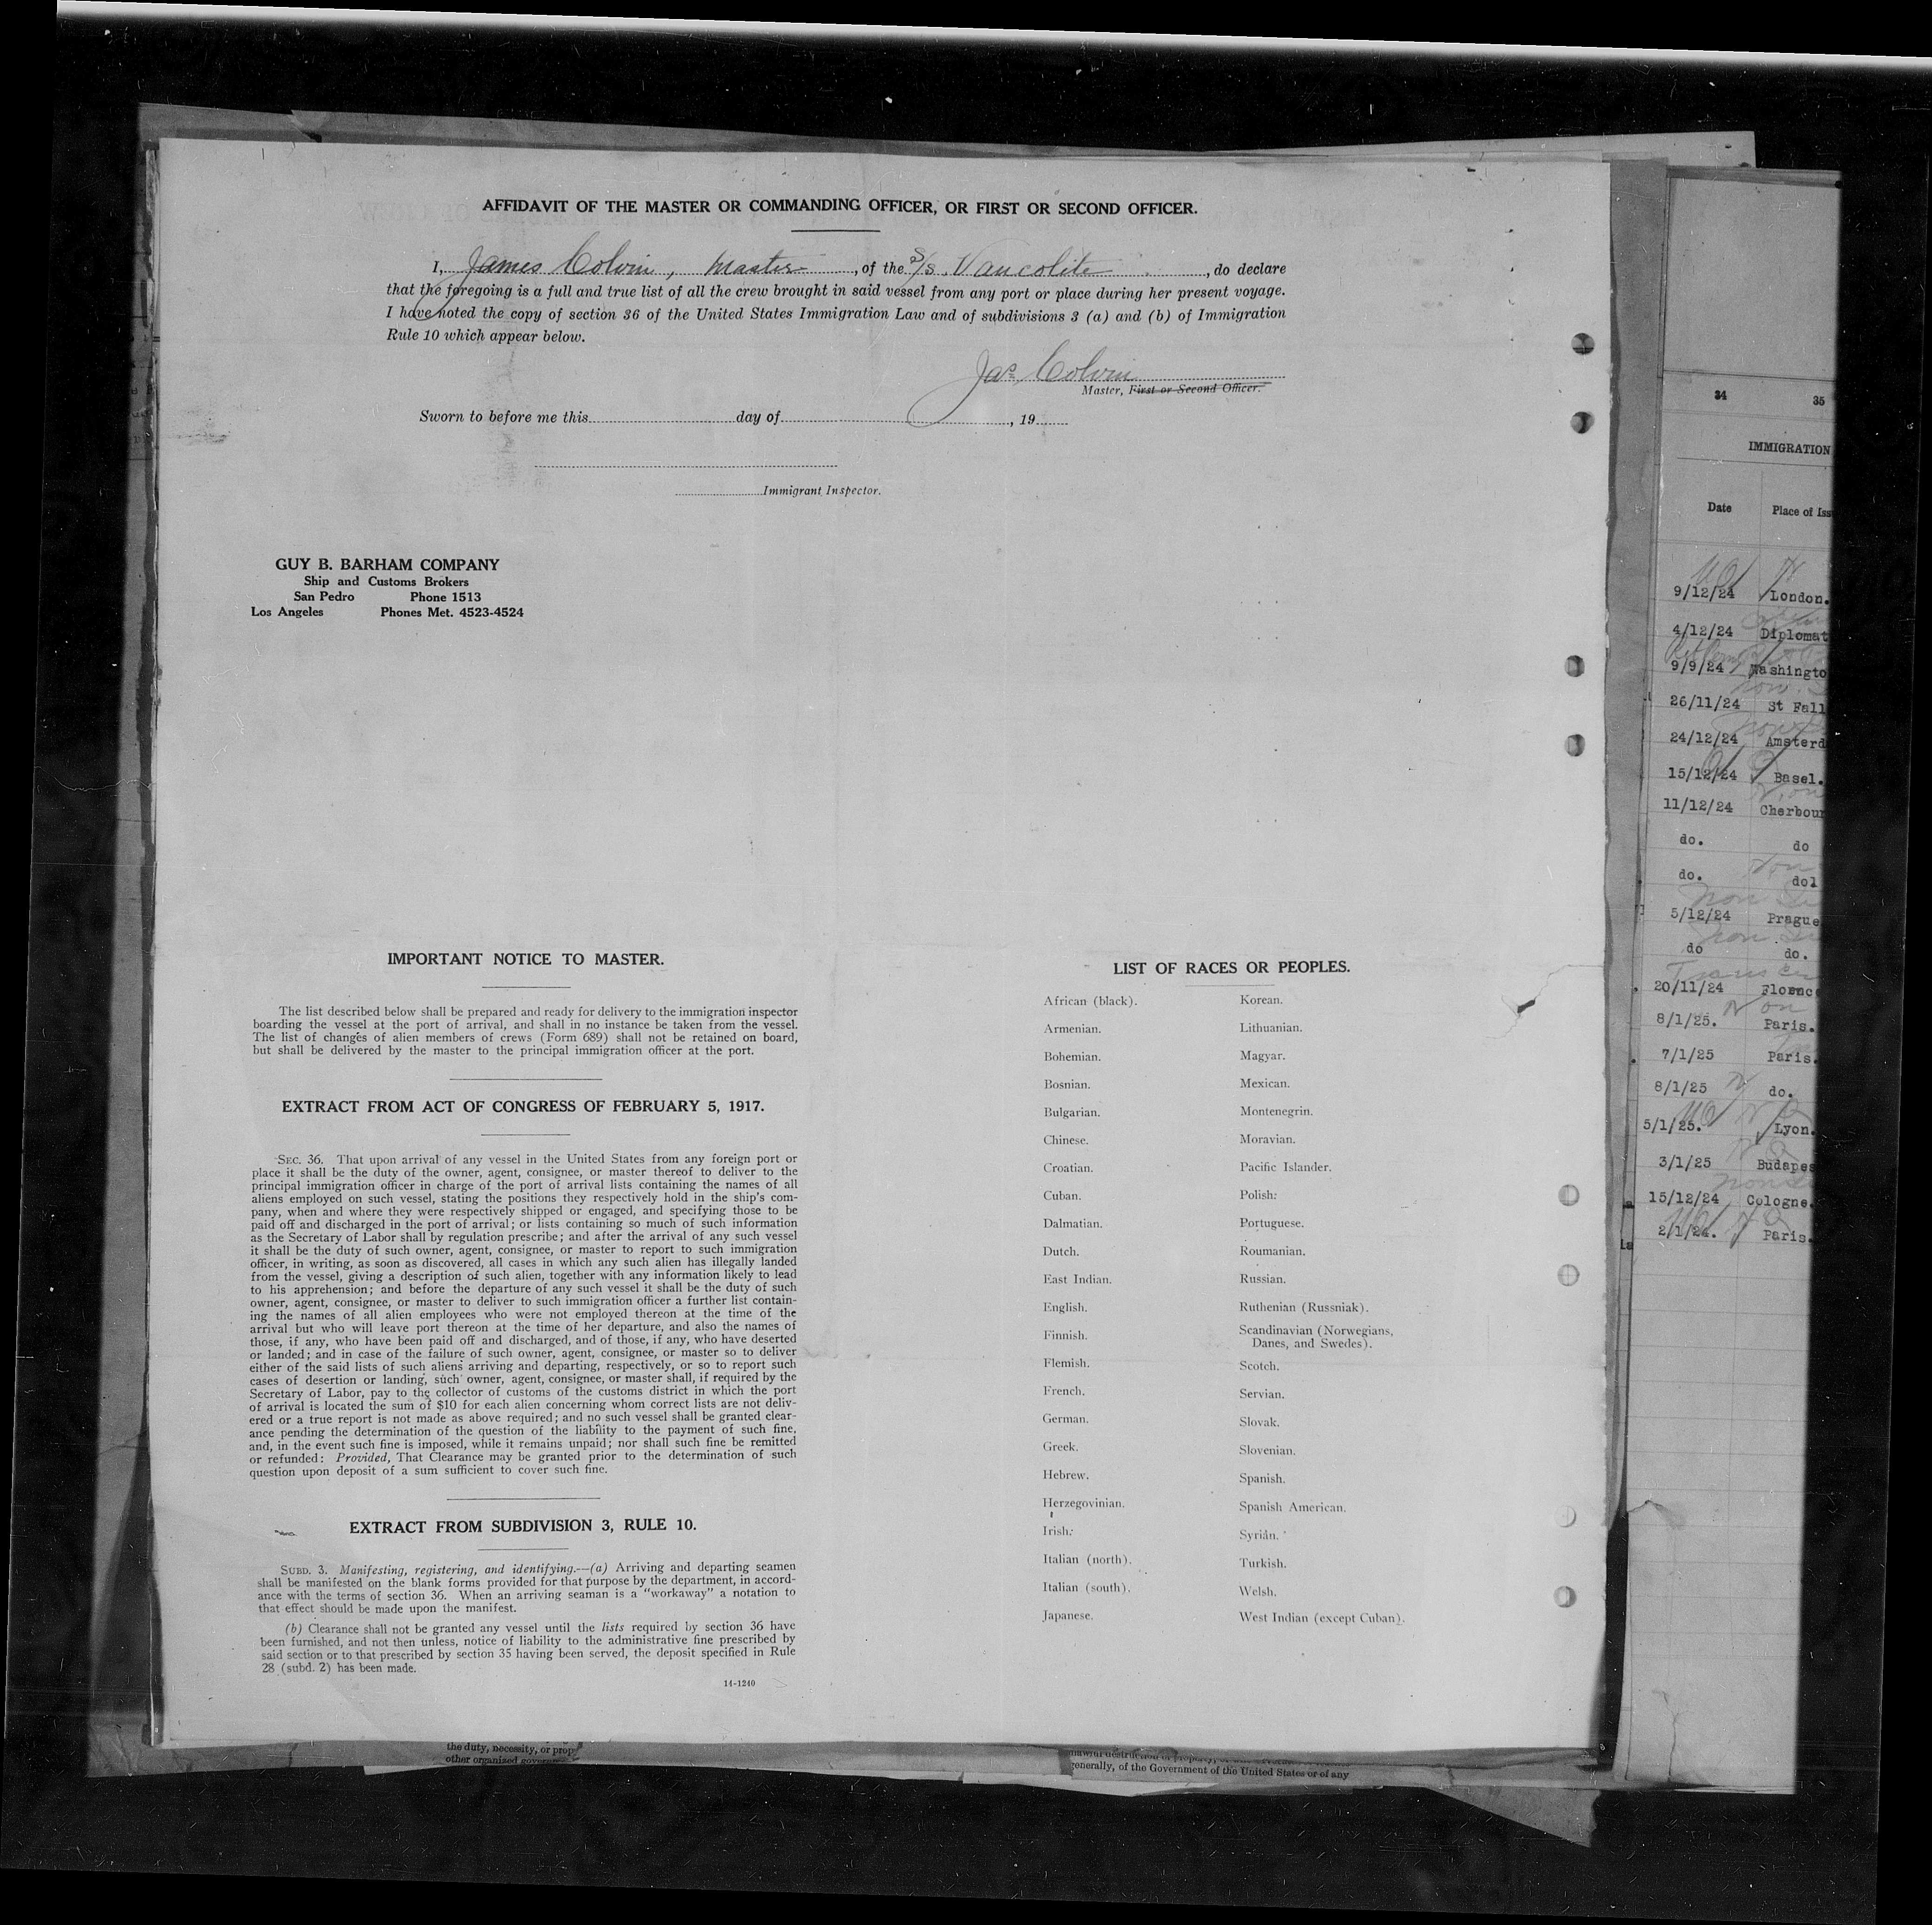 AFFIDAVIT OF THE MASTER OR COMMANDING OFFICER, OR FIRST OR SECOND OFFICER.
I, James Colvin, Master, of the S/S. Vancolite, do declare
that the foregoing is a full and true list of all the crew brought in said vessel from any port or place during her present voyage.
I have noted the copy of section 36 of the United States Immigration Law and of subdivisions 3 (a) and (b) of Immigration
Rule 10 which appear below.
Jas. Colvin
Master, First or Second Officer.
Sworn to before me this day of , 19
Immigrant Inspector.
GUY B. BARHAM COMPANY
Ship and Customs Brokers
San Pedro Phone 1513
Los Angeles Phones Met. 4523-4524
IMPORTANT NOTICE TO MASTER.
The list described below shall be prepared and ready for delivery to the immigration inspector
boarding the vessel at the port of arrival, and shall in no instance be taken from the vessel.
The list of changes of alien members of crews (Form 689) shall not be retained on board,
but shall be delivered by the master to the principal immigration officer at the port.
EXTRACT FROM ACT OF CONGRESS OF FEBRUARY 5, 1917.
SEC. 36. That upon arrival of any vessel in the United States from any foreign port or
place it shall be the duty of the owner, agent, consignee, or master thereof to deliver to the
principal immigration officer in charge of the port of arrival lists containing the names of all
aliens employed on such vessel, stating the positions they respectively hold in the ship's com-
pany, when and where they were respectively shipped or engaged, and specifying those to be
paid off and discharged in the port of arrival; or lists containing so much of such information
as the Secretary of Labor shall by regulation prescribe; and after the arrival of any such vessel
it shall be the duty of such owner, agent, consignee, or master to report to such immigration
officer, in writing, as soon as discovered, all cases in which any such alien has illegally landed
from the vessel, giving a description of such alien, together with any information likely to lead
to his apprehension; and before the departure of any such vessel it shall be the duty of such
owner, agent, consignee, or master to deliver to such immigration officer a further list contain-
ing the names of all alien employees who were not employed thereon at the time of the
arrival but who will leave port thereon at the time of her departure, and also the names of
those, if any, who have been paid off and discharged, and of those, if any, who have deserted
or landed; and in case of the failure of such owner, agent, consignee, or master so to deliver
either of the said lists of such aliens arriving and departing, respectively, or so to report such
cases of desertion or landing, such owner, agent, consignee, or master shall, if required by the
Secretary of Labor, pay to the collector of customs of the customs district in which the port
of arrival is located the sum of $10 for each alien concerning whom correct lists are not deliv-
ered or a true report is not made as above required; and no such vessel shall be granted clear-
ance pending the determination of the question of the liability to the payment of such fine,
and, in the event such fine is imposed, while it remains unpaid; nor shall such fine be remitted
or refunded: Provided, That Clearance may be granted prior to the determination of such
question upon deposit of a sum sufficient to cover such fine.
EXTRACT FROM SUBDIVISION 3, RULE 10.
SUBD. 3. Manifesting, registering, and identifying.—(a) Arriving and departing seamen
shall be manifested on the blank forms provided for that purpose by the department, in accord-
ance with the terms of section 36. When an arriving seaman is a "workaway" a notation to
that effect should be made upon the manifest.
(b) Clearance shall not be granted any vessel until the lists required by section 36 have
been furnished, and not then unless, notice of liability to the administrative fine prescribed by
said section or to that prescribed by section 35 having been served, the deposit specified in Rule
28 (subd. 2) has been made.
14-1240
LIST OF RACES OR PEOPLES.
African (black). Korean.
Armenian. Lithuanian.
Bohemian. Magyar.
Bosnian. Mexican.
Bulgarian. Montenegrin.
Chinese. Moravian.
Croatian. Pacific Islander.
Cuban. Polish.
Dalmatian. Portuguese.
Dutch. Roumanian.
East Indian. Russian.
English. Ruthenian (Russniak).
Finnish. Scandinavian (Norwegians,
Danes, and Swedes).
Flemish. Scotch.
French. Servian.
German. Slovak.
Greek. Slovenian.
Hebrew. Spanish.
Herzegovinian. Spanish American.
Irish. Syrian.
Italian (north). Turkish.
Italian (south). Welsh.
Japanese. West Indian (except Cuban).
34 35
IMMIGRATION
Date Place of Iss
9/12/24 London.
4/12/24 Diplomat
9/9/24 Washingto
26/11/24 St Fall
24/12/24 Amsterd
15/12/24 Basel.
11/12/24 Cherbour
do. do
do. do1
5/12/24 Prague
do do.
20/11/24 Florenc
8/1/25. Paris.
7/1/25 Paris.
8/1/25 do.
5/1/25. Lyon.
3/1/25 Budapes
15/12/24 Cologne.
2/1/24. Paris.
the duty, necessity, or prop
other organized
generally, of the Government of the United States or of any